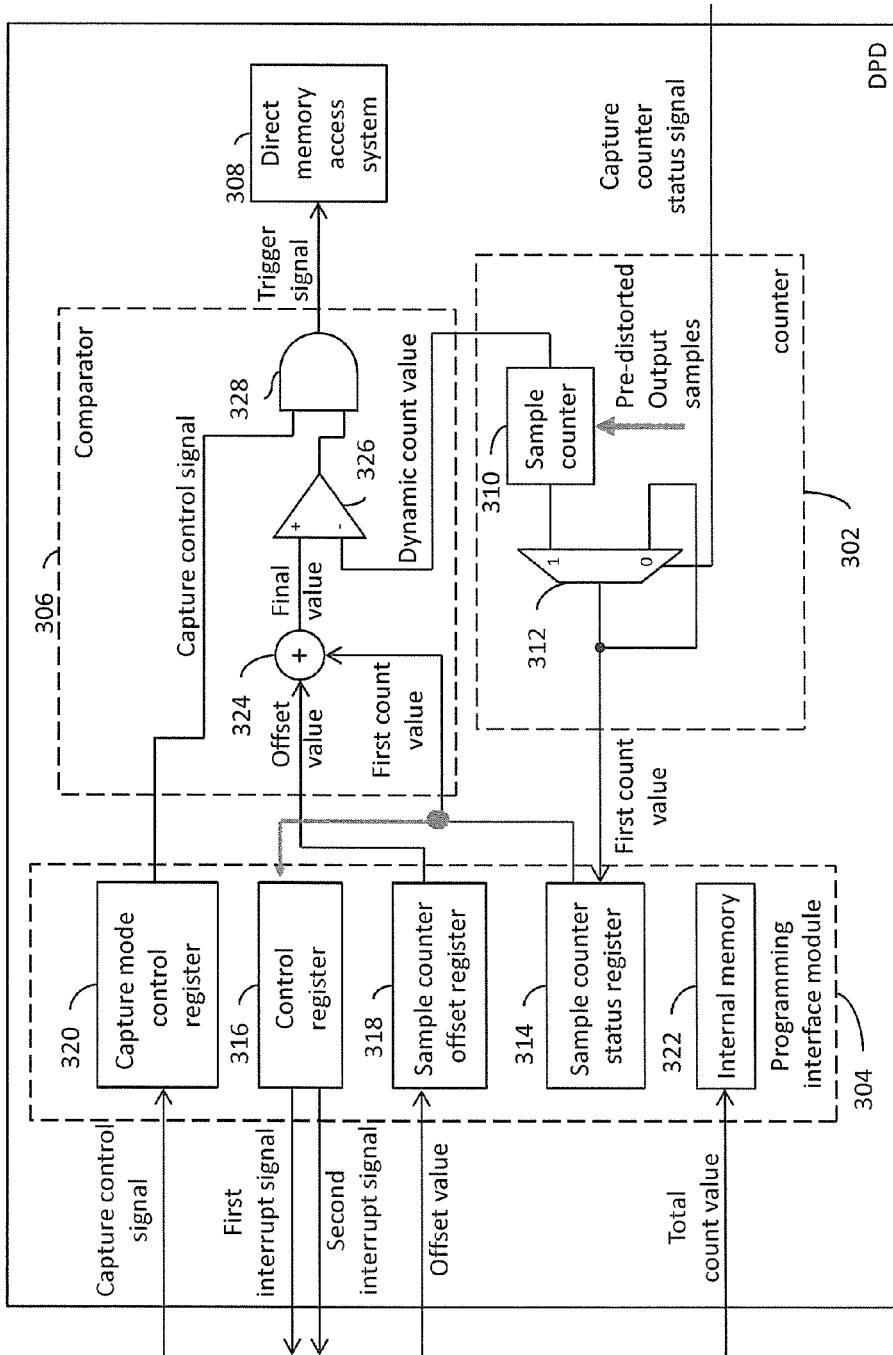 Capture control
signal
First
interrupt signal
Second
interrupt signal
Offset value
Total
count value
320
Capture mode
control
register
316
Control
register
318
Sample counter
offset register
314
Sample counter
status register
322
Internal memory
Programming
interface module
304
306
Comparator
Capture control signal
Offset
value
324
+
Final
value
First count
value
+
-
326
328
Dynamic count value
Trigger
signal
308
Direct
memory
access
system
First count
value
312
1
0
310
Sample
counter
Pre-distorted
Output
samples
counter
302
Capture
counter
status signal
DPD